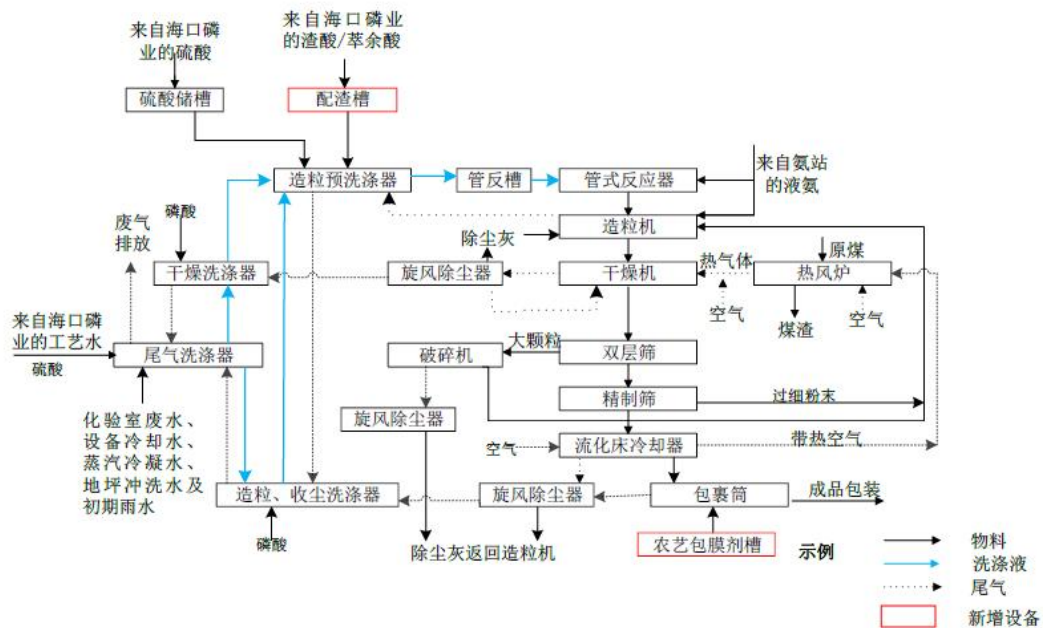 来自海口磷
业的硫酸
来自海口磷业
的渣酸/萃余酸
硫酸储槽
配渣槽
造粒预洗涤器
管反槽
管式反应器
来自氨站
的液氨
废气
排放
磷酸
除尘灰
造粒机
干燥洗涤器
旋风除尘器
干燥机
热气体
原煤
热风炉
空气
煤渣
空气
来自海口磷
业的工艺水
硫酸
尾气洗涤器
破碎机
大颗粒
双层筛
精制筛
过细粉末
化验室废水、
设备冷却水、
蒸汽冷凝水、
地坪冲洗水及
初期雨水
旋风除尘器
空气
流化床冷却器
带热空气
造粒、收尘洗涤器
旋风除尘器
包裹筒
成品包装
磷酸
除尘灰返回造粒机
农艺包膜剂槽
示例
物料
洗涤液
尾气
新增设备